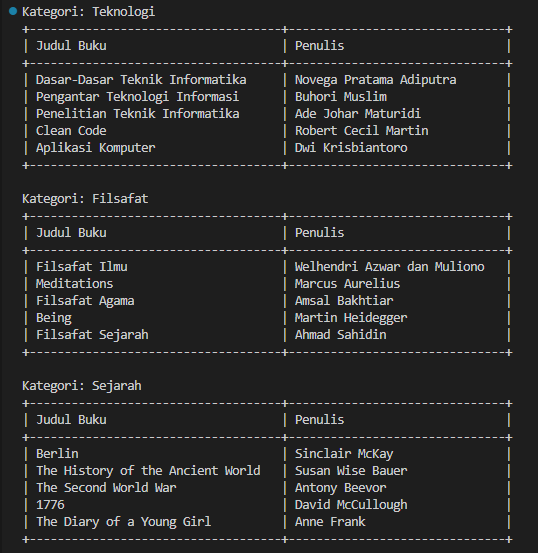 Kategori: Teknologi
+------------------------------+--------------------------+
| Judul Buku                   | Penulis                  |
+------------------------------+--------------------------+
| Dasar-Dasar Teknik Informatika    | Novega Pratama Adiputra      |
| Pengantar Teknologi Informasi     | Buhori Muslim                |
| Penelitian Teknik Informatika     | Ade Johar Maturidi           |
| Clean Code                        | Robert Cecil Martin          |
| Aplikasi Komputer                 | Dwi Krisbiantoro             |
+------------------------------+--------------------------+
Kategori: Filsafat
+------------------------------+--------------------------+
| Judul Buku                   | Penulis                  |
+------------------------------+--------------------------+
| Filsafat Ilmu                     | Welhendri Azwar dan Muliono  |
| Meditations                       | Marcus Aurelius              |
| Filsafat Agama                    | Amsal Bakhtiar               |
| Being                             | Martin Heidegger             |
| Filsafat Sejarah                  | Ahmad Sahidin                |
+------------------------------+--------------------------+
Kategori: Sejarah
+------------------------------+--------------------------+
| Judul Buku                   | Penulis                  |
+------------------------------+--------------------------+
| Berlin                            | Sinclair McKay               |
| The History of the Ancient World  | Susan Wise Bauer             |
| The Second World War              | Antony Beevor                |
| 1776                              | David McCullough             |
| The Diary of a Young Girl         | Anne Frank                   |
+------------------------------+--------------------------+